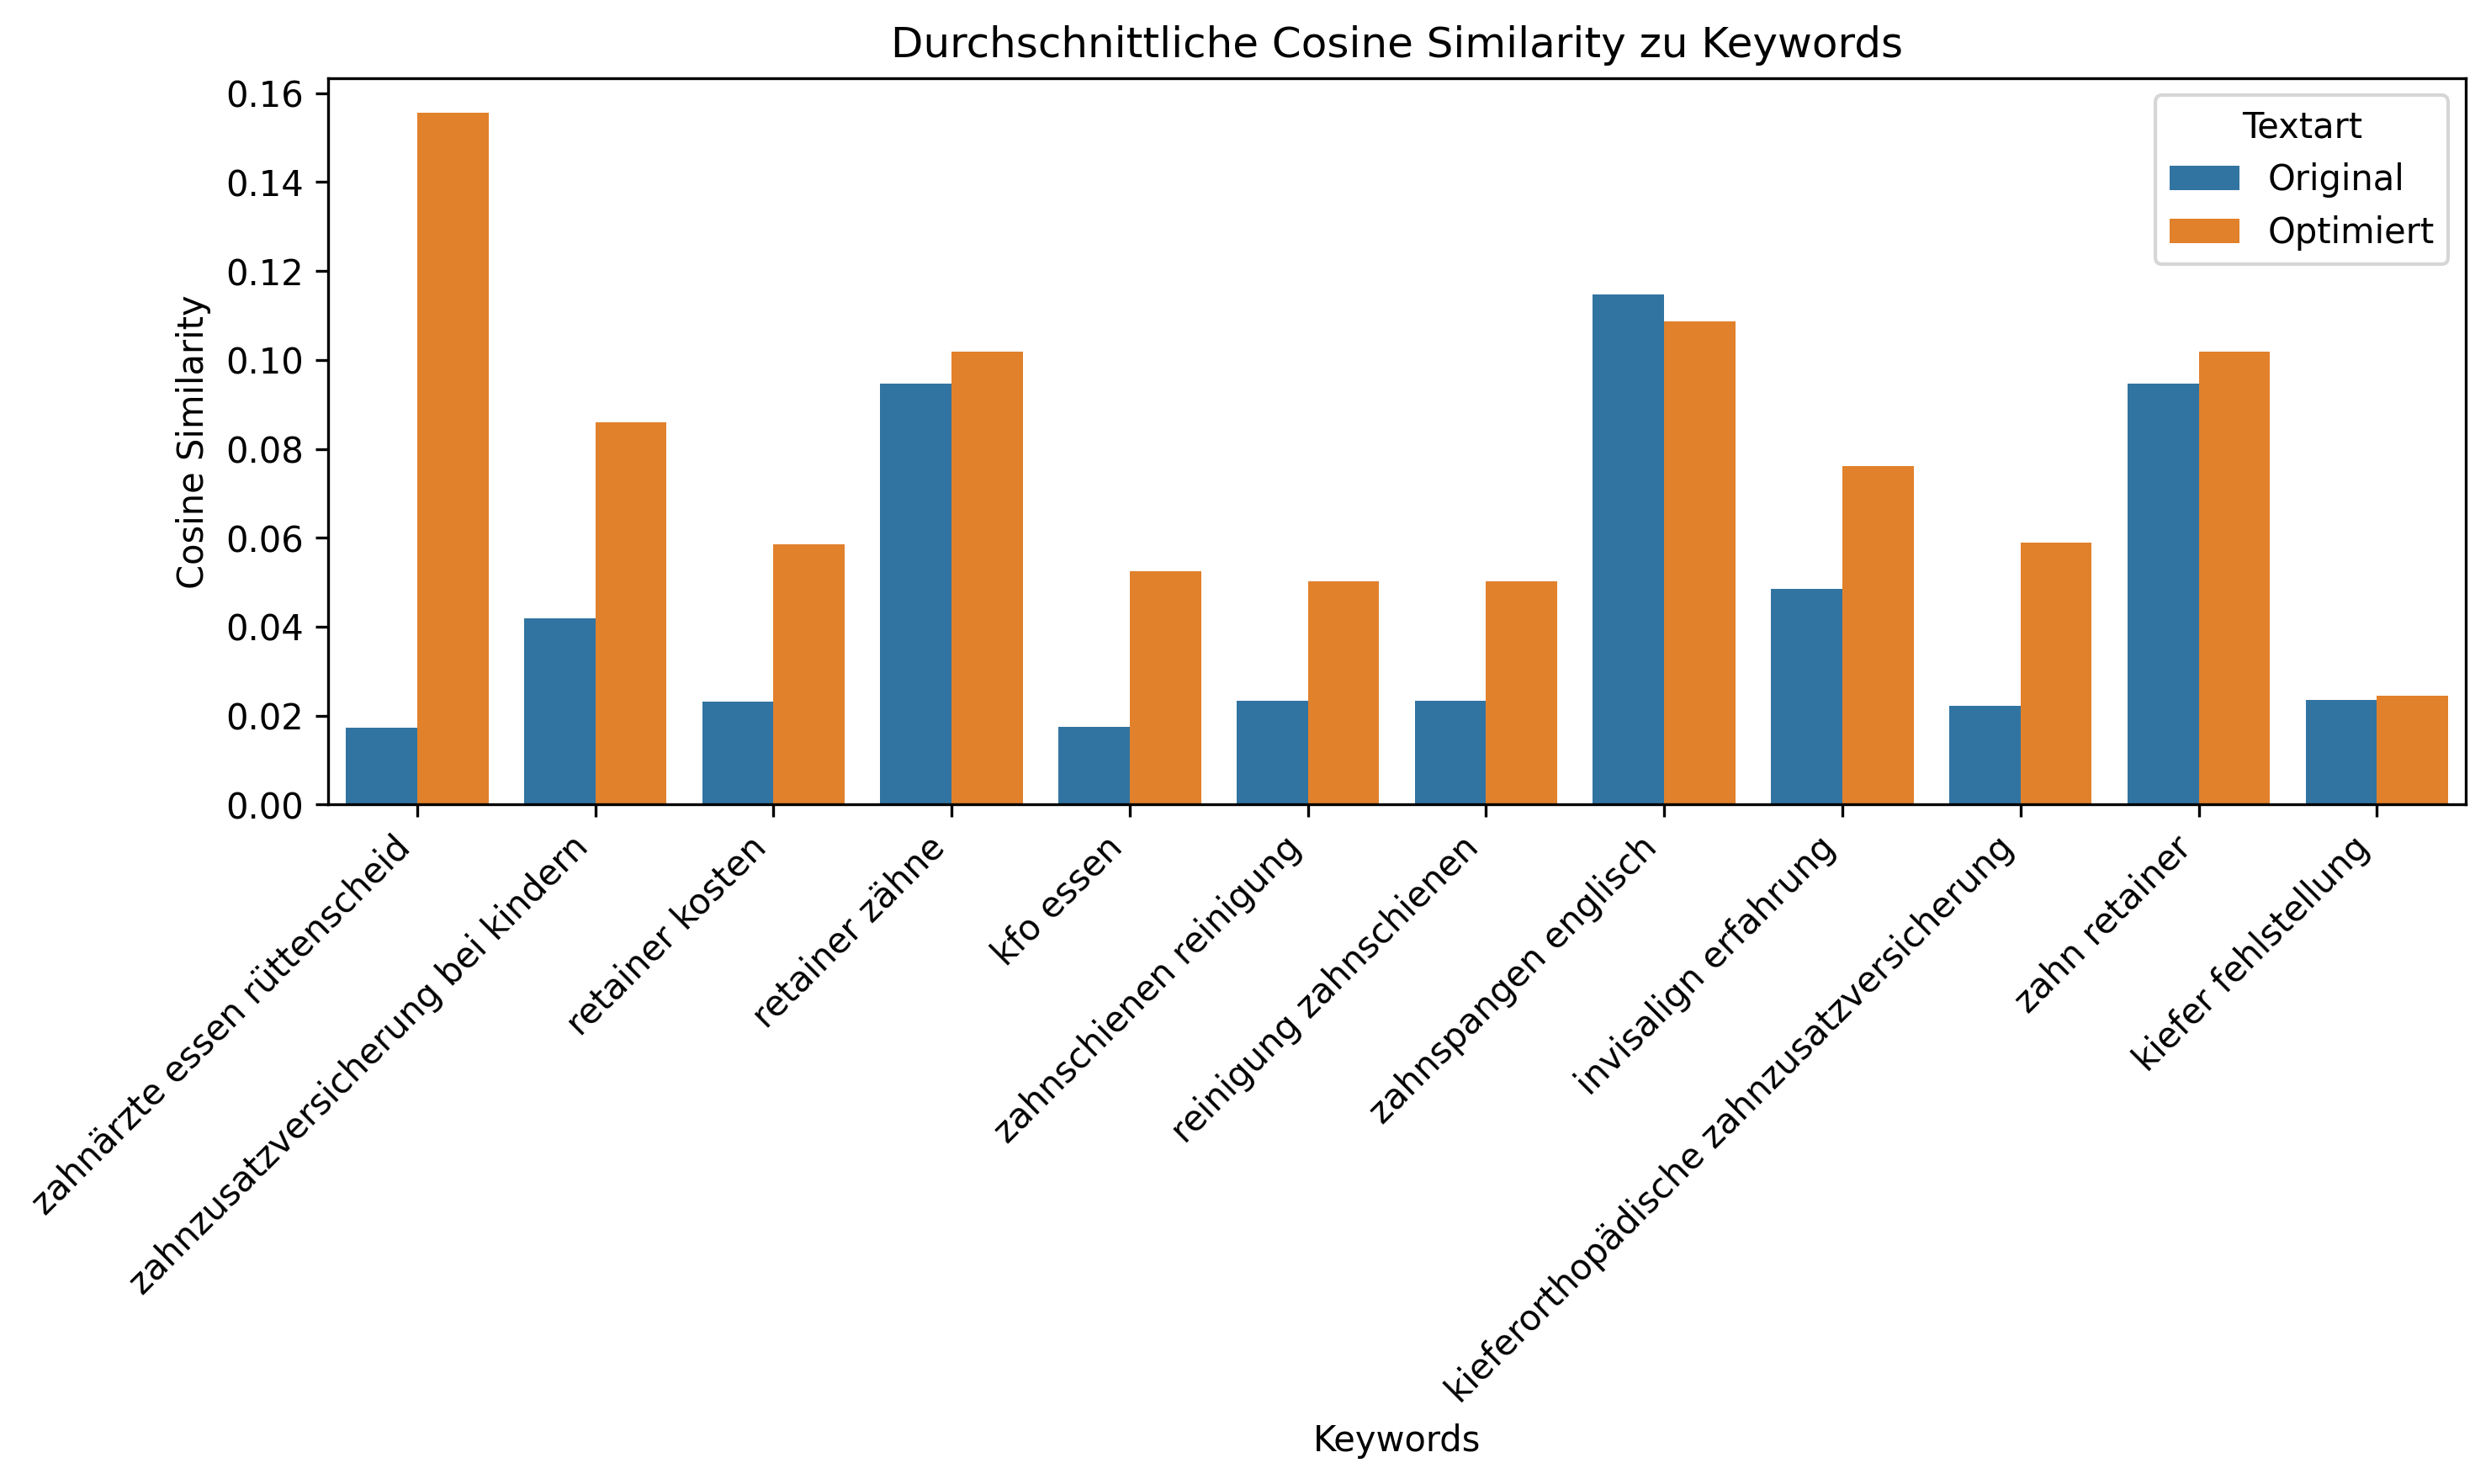 Durchschnittliche Cosine Similarity zu Keywords
Cosine Similarity
0.16
0.14
0.12
0.10
0.08
0.06
0.04
0.02
0.00
Textart
Original
Optimiert
zahnärzte essen rüttenscheid
zahnzusatzversicherung bei kindern
retainer kosten
retainer zähne
kfo essen
zahnschienen reinigung
reinigung zahnschienen
zahnspangen englisch
invisalign erfahrung
kieferorthopädische zahnzusatzversicherung
zahn retainer
kiefer fehlstellung
Keywords